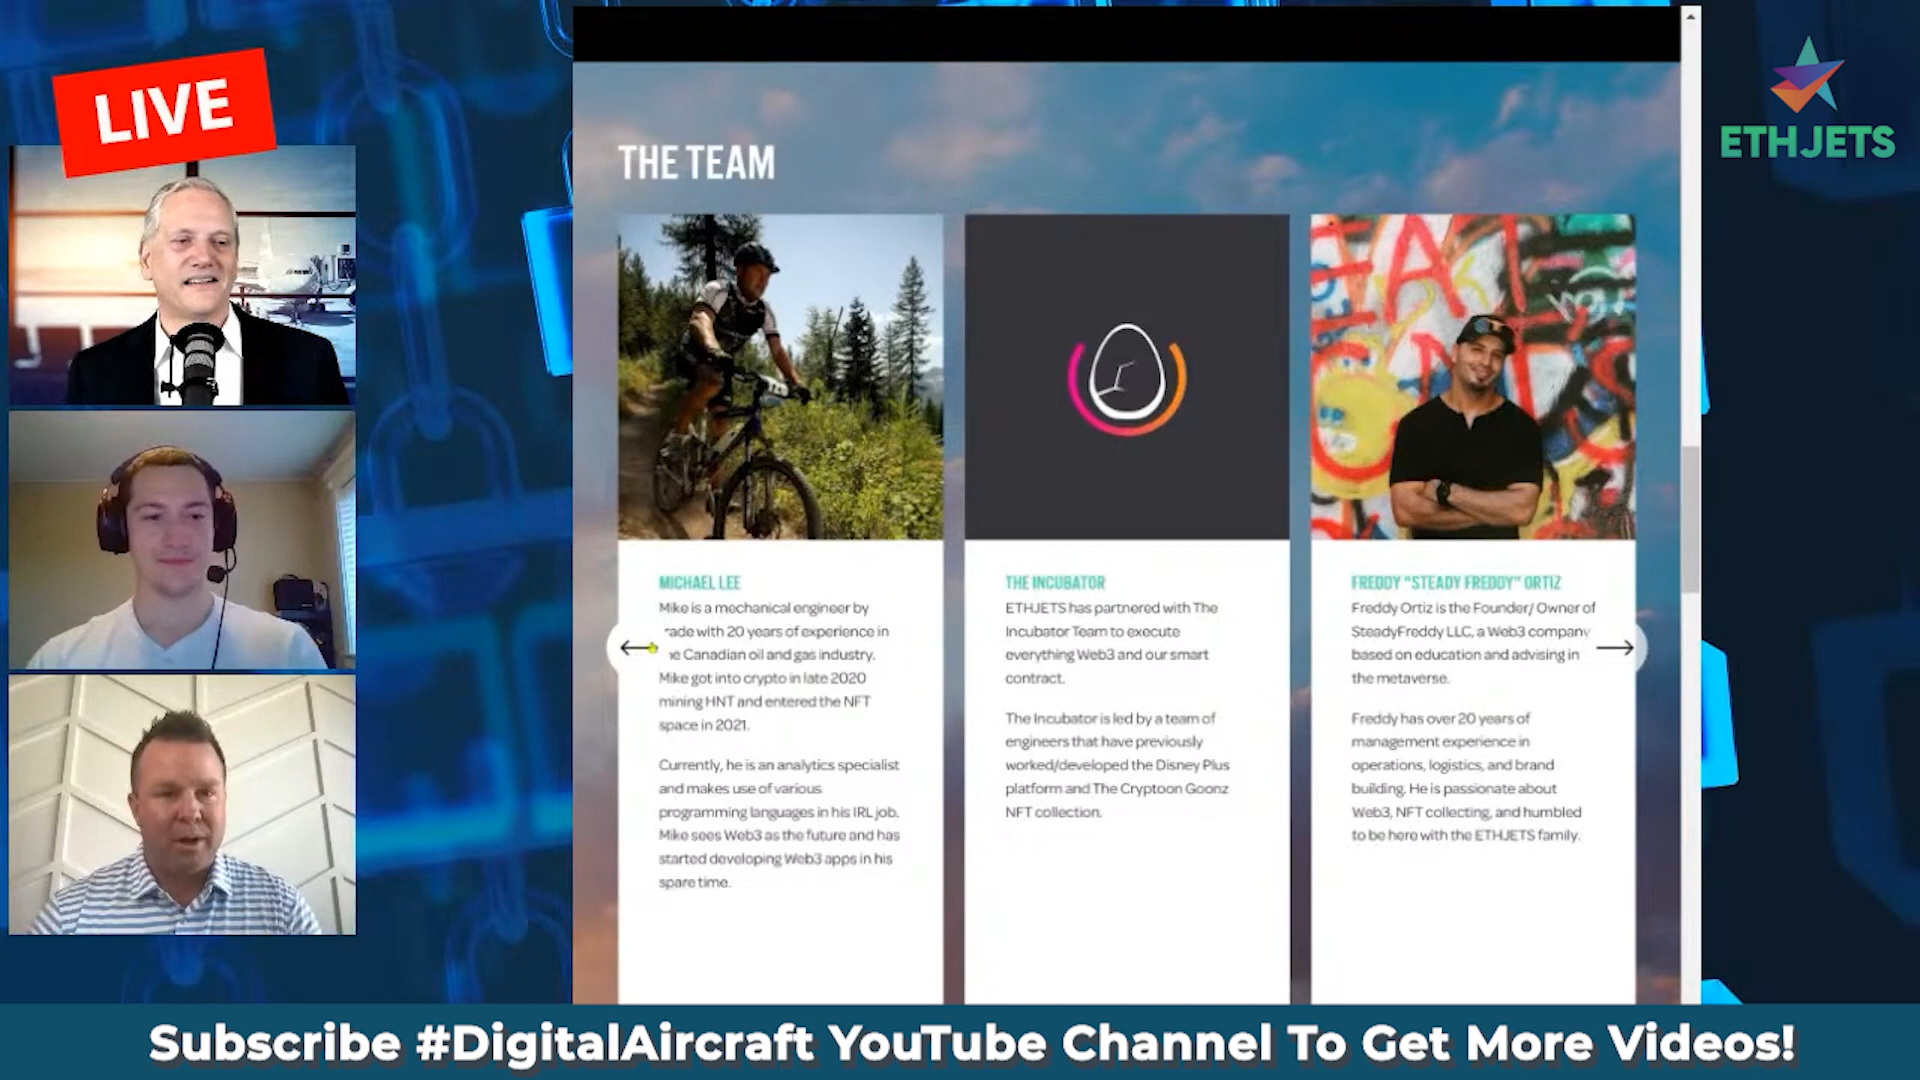 LIVE
ETHJETS
THE TEAM
MICHAEL LEE
Mike is a mechanical engineer by
rade with 20 years of experience in
he Canadian oil and gas industry.
Mike got into crypto in late 2020
mining HNT and entered the NFT
space in 2021.
Currently, he is an analytics specialist
and makes use of various
programming languages in his IRL job.
Mike sees Web3 as the future and has
started developing Web3 apps in his
spare time.
THE INCUBATOR
ETHJETS has partnered with The
Incubator Team to execute
everything Web3 and our smart
contract.
The Incubator is led by a team of
engineers that have previously
worked/developed the Disney Plus
platform and The Cryptoon Goonz
NFT collection.
FREDDY "STEADY FREDDY" ORTIZ
Freddy Ortiz is the Founder/ Owner of
SteadyFreddy LLC, a Web3 company
based on education and advising in
the metaverse.
Freddy has over 20 years of
management experience in
operations, logistics, and brand
building. He is passionate about
Web3, NFT collecting, and humbled
to be here with the ETHJETS family.
Subscribe #DigitalAircraft YouTube Channel To Get More Videos!